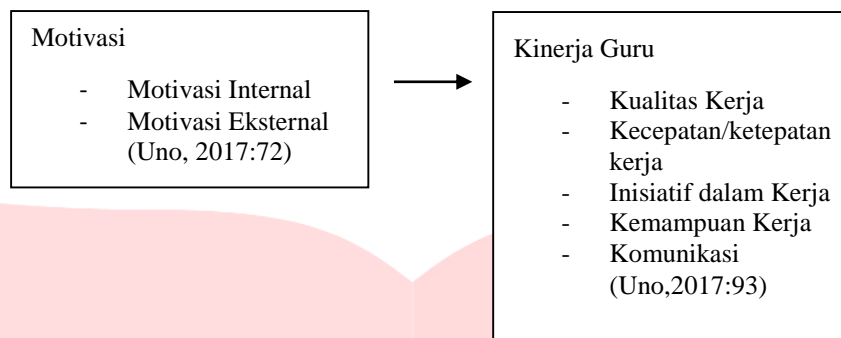 Motivasi
- Motivasi Internal
- Motivasi Eksternal
(Uno, 2017:72)
Kinerja Guru
- Kualitas Kerja
- Kecepatan/ketepatan
kerja
- Inisiatif dalam Kerja
- Kemampuan Kerja
- Komunikasi
(Uno,2017:93)